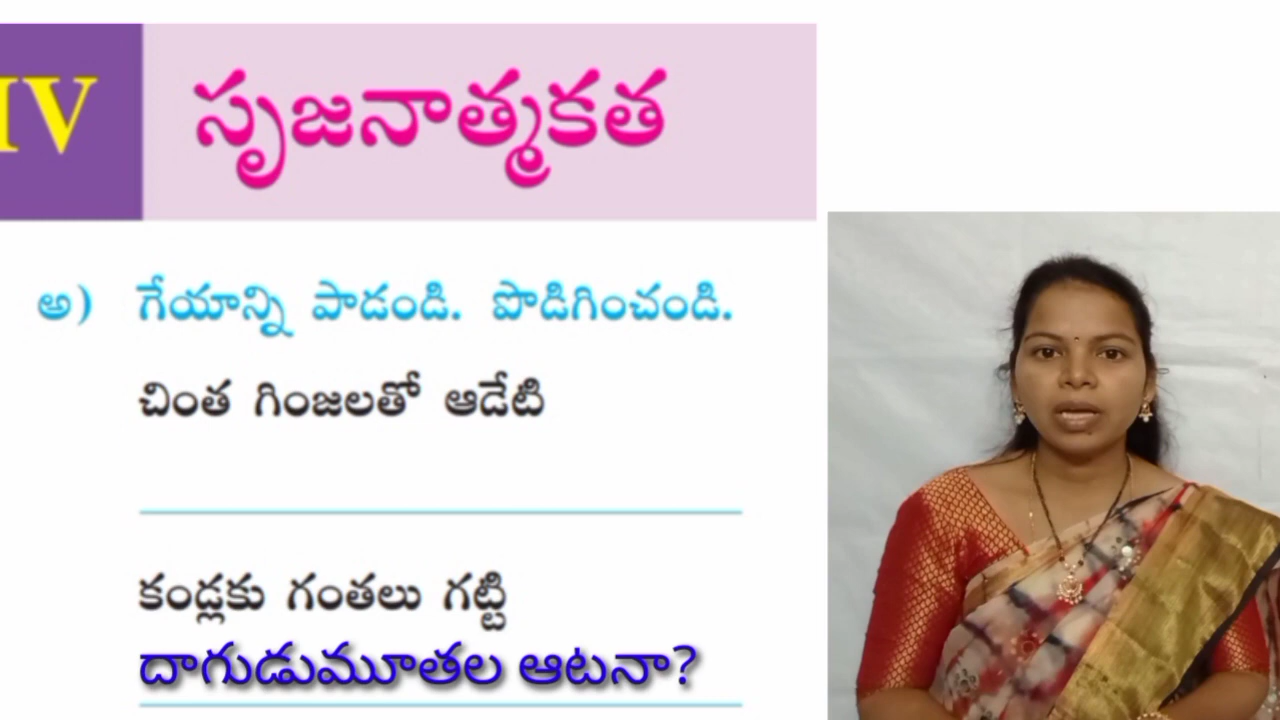 IV సృజనాత్మకత
అ) గేయాన్ని పాడండి. పొడిగించండి.
చింత గింజలతో ఆడేటి
కండ్లకు గంతలు గట్టి
దాగుడుమూతల ఆటనా?